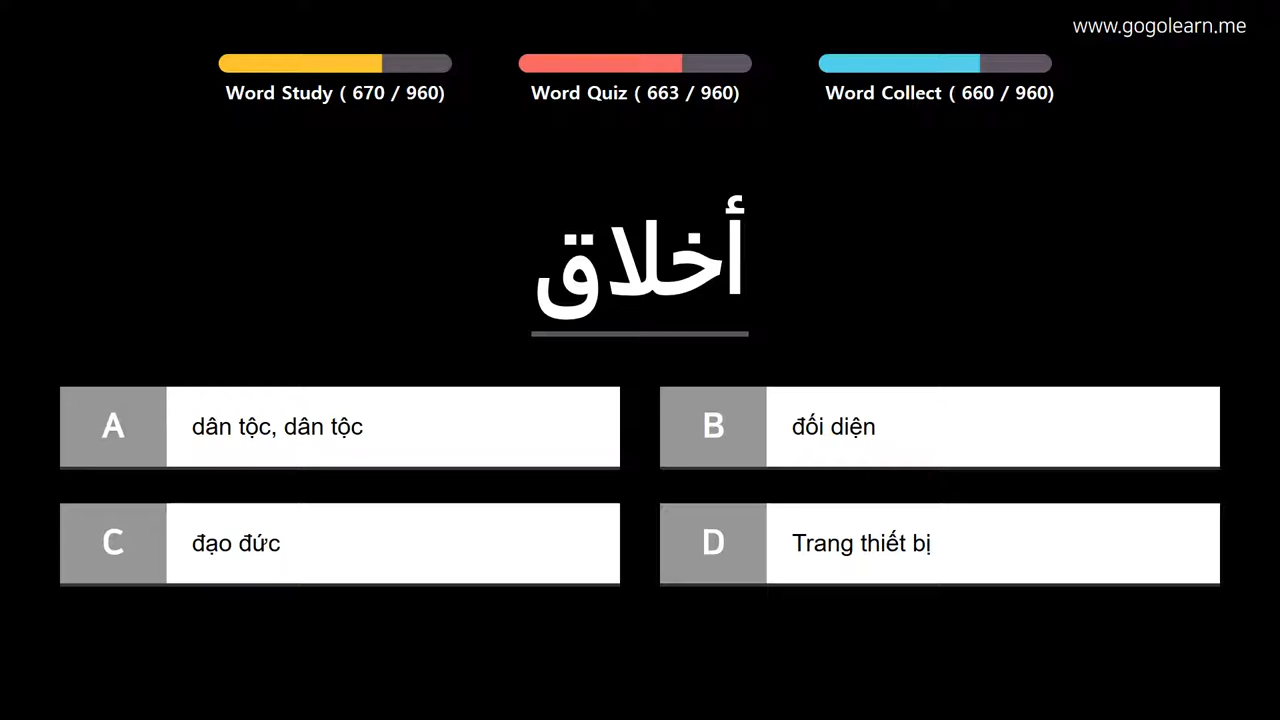 www.gogolearn.me
Word Study ( 670 / 960)
Word Quiz ( 663 / 960)
Word Collect ( 660 / 960)
أخلاق
A
dân tộc, dân tộc
B
đối diện
C
đạo đức
D
Trang thiết bị